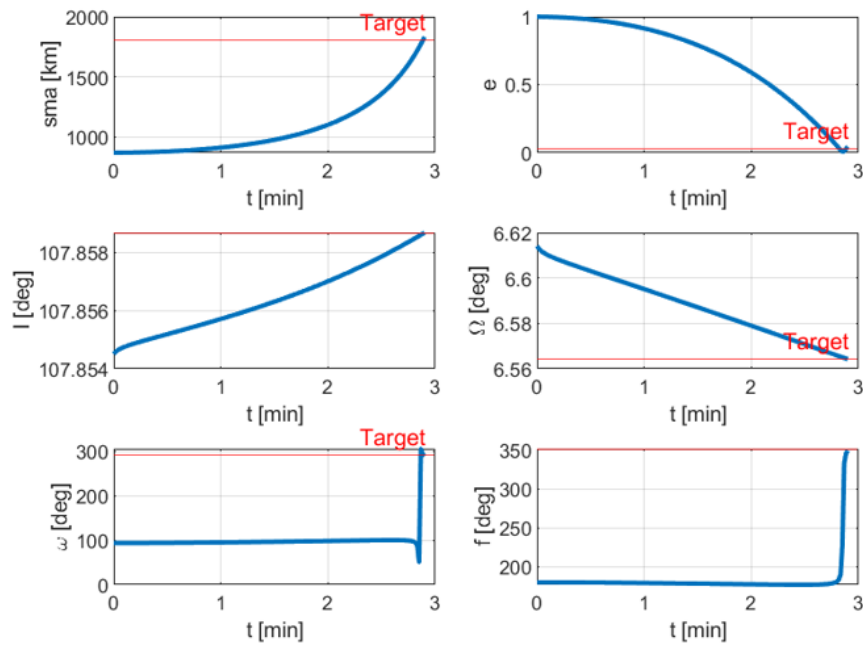 2000
1500
1000
sma [km]
Target
0 1 2 3
t [min]
1
0.5
0
e
Target
0 1 2 3
t [min]
107.858
107.856
107.854
I [deg]
0 1 2 3
t [min]
6.62
6.6
6.58
6.56
Ω [deg]
Target
0 1 2 3
t [min]
300
200
100
0
ω [deg]
Target
0 1 2 3
t [min]
350
300
250
200
f [deg]
0 1 2 3
t [min]